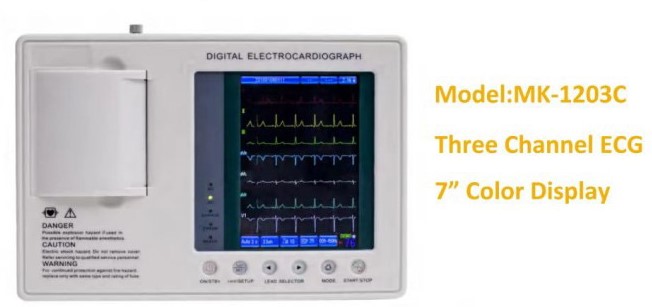 DIGITAL ELECTROCARDIOGRAPH
Model:MK-1203C
Three Channel ECG
7” Color Display
II
V1
DANGER
Possible explosion hazard if used in
the presence of flammable anesthetics.
CAUTION
Electric shock hazard. Do not remove cover.
Refer servicing to qualified service personnel.
WARNING
For continued protection against fire hazard
replace only with same type and rating of fuse.
ON/STBY SETUP LEAD SELECTOR MODE START/STOP